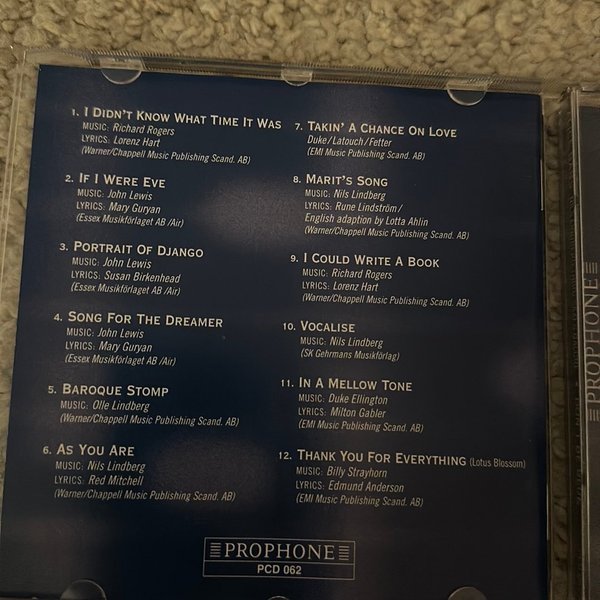 1. I Didn't Know What Time It Was
Music: Richard Rogers
Lyrics: Lorenz Hart
(Warner/Chappell Music Publishing Scand. AB)
2. If I Were Eve
Music: John Lewis
Lyrics: Mary Guryan
(Essex Musikförlaget AB /Air)
3. Portrait Of Django
Music: John Lewis
Lyrics: Susan Birkenhead
(Essex Musikförlaget AB/Air)
4. Song For The Dreamer
Music: John Lewis
Lyrics: Mary Guryan
(Essex Musikförlaget AB /Air)
5. Baroque Stomp
Music: Olle Lindberg
(Warner/Chappell Music Publishing Scand. AB)
6. As You Are
Music: Nils Lindberg
Lyrics: Red Mitchell
(Warner/Chappell Music Publishing Scand. AB)
7. Takin' A Chance On Love
Duke/Latouch/Fetter
(EMI Music Publishing Scand. AB)
8. Marit's Song
Music: Nils Lindberg
Lyrics: Rune Lindström/
English adaption by Lotta Ahlin
(Warner/Chappell Music Publishing Scand. AB)
9. I Could Write A Book
Music: Richard Rogers
Lyrics: Lorenz Hart
(Warner/Chappell Music Publishing Scand. AB)
10. Vocalise
Music: Nils Lindberg
(SK Gehrmans Musikförlag)
11. In A Mellow Tone
Music: Duke Ellington
Lyrics: Milton Gabler
(EMI Music Publishing Scand. AB)
12. Thank You For Everything (Lotus Blossom)
Music: Billy Strayhorn
Lyrics: Edmund Anderson
(EMI Music Publishing Scand. AB)
PROPHONE
PCD 062
PROPHONE